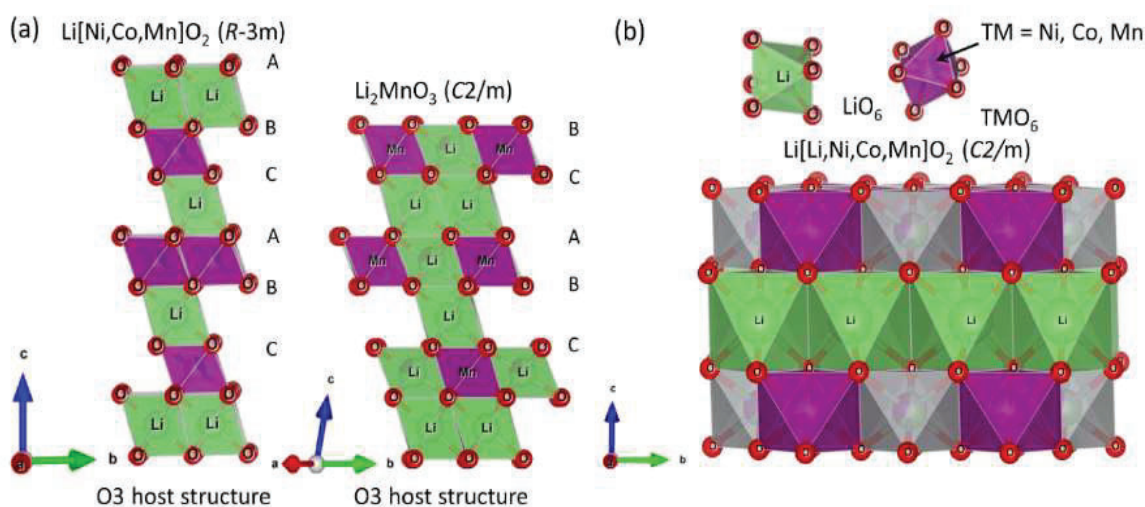 (a)
Li[Ni,Co,Mn]O2 (R-3m)
O O O A
Li Li
O O O B
O O C
Li
O O O A
O O O B
Li
O O C
O O O
Li Li
O O O
c
a
b
O3 host structure
Li2MnO3 (C2/m)
O O O O B
Mn Li Mn
O O O O C
Li Li
O O O O A
Mn Li Mn
O O O O B
Li
O O O O C
Li Mn Li
O O O O
Li Li
O O O
c
a
b
O3 host structure
(b)
Li
LiO6
TM = Ni, Co, Mn
TMO6
Li[Li,Ni,Co,Mn]O2 (C2/m)
Li Li Li Li
c
b